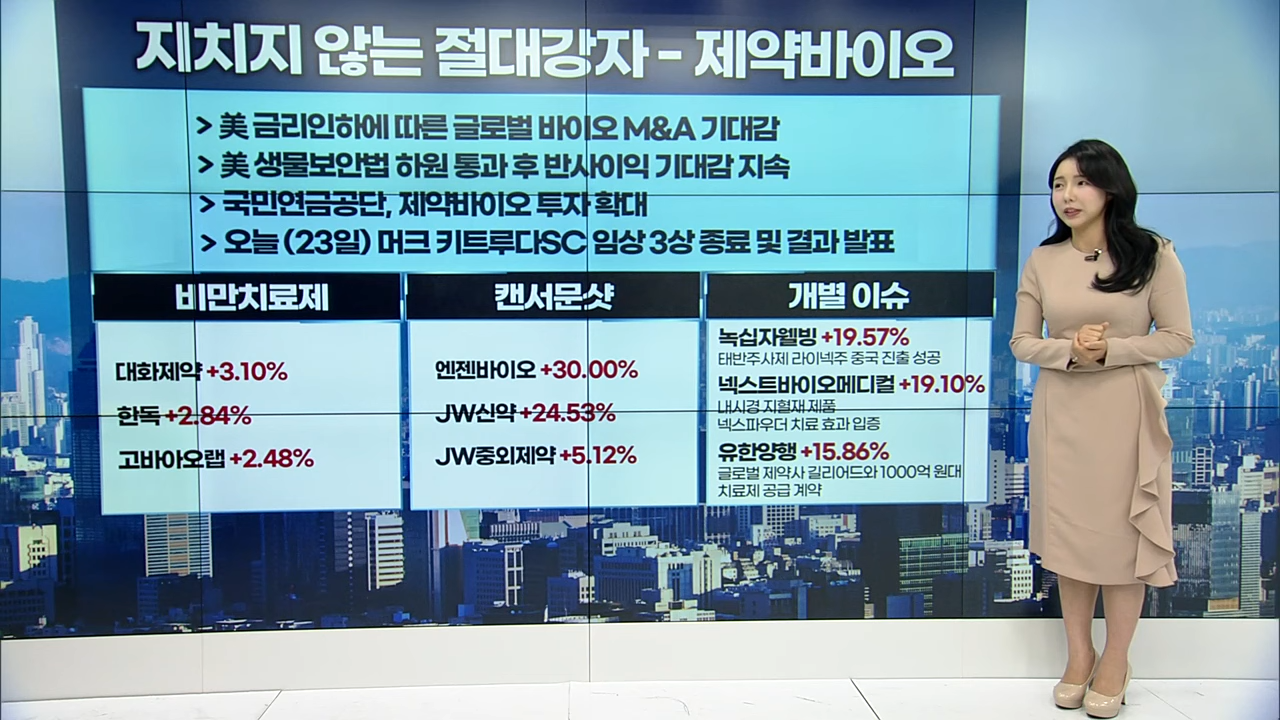 지치지 않는 절대강자 - 제약바이오
> 美 금리인하에 따른 글로벌 바이오 M&A 기대감
> 美 생물보안법 하원 통과 후 반사이익 기대감 지속
> 국민연금공단, 제약바이오 투자 확대
> 오늘 (23일) 머크 키트루다SC 임상 3상 종료 및 결과 발표
비만치료제
대화제약 +3.10%
한독 +2.84%
고바아오랩 +2.48%
캔서문샷
엔젠바이오 +30.00%
JW신약 +24.53%
JW중외제약 +5.12%
개별 이슈
녹십자웰빙 +19.57%
태반주사제 라이넥주 중국 진출 성공
넥스트바이오메디컬 +19.10%
내시경 지혈재 제품
넥스파우더 치료 효과 입증
유한양행 +15.86%
글로벌 제약사 길리어드와 1000억 원대
치료제 공급 계약